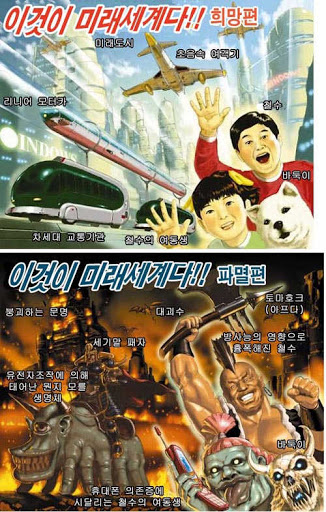 이것이 미래세계다!! 희망편
미래도시
초음속 여객기
리니어 모터카
철수
바둑이
차세대 교통기관
철수의 여동생
이것이 미래세계다!! 파멸편
붕괴하는 문명
대괴수
토마호크
(아프다)
세기말 패자
방사능의 영향으로
흉폭해진 철수
유전자조작에 의해
태어난 뭔지 모를
생명체
바둑이
휴대폰 의존증에
시달리는 철수의 여동생